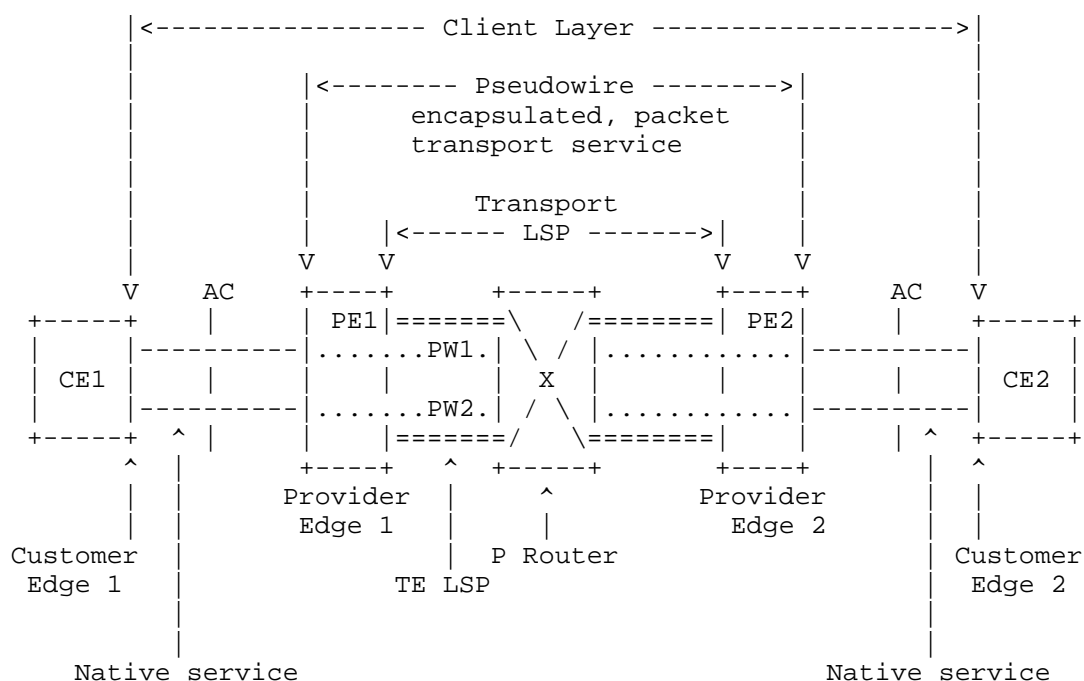 |<---------------- Client Layer ------------------->|
|<-------- Pseudowire -------->|
encapsulated, packet
transport service
Transport
|<------ LSP ------->|
V V V V
V AC +----+ +-----+ +----+ AC V
+-----+ | | PE1|=======\ /========| PE2| | +-----+
| |----------|.......PW1.| \ / |............|----------| |
| CE1 | | | | | X | | | | | CE2 |
| |----------|.......PW2.| / \ |............|----------| |
+-----+ ^ | | |=======/ \========| | | ^ +-----+
^ | +----+ ^ +-----+ +----+ | ^
| | Provider | ^ Provider | |
| | Edge 1 | | Edge 2 | |
Customer | | P Router | Customer
Edge 1 | TE LSP | Edge 2
Native service Native service